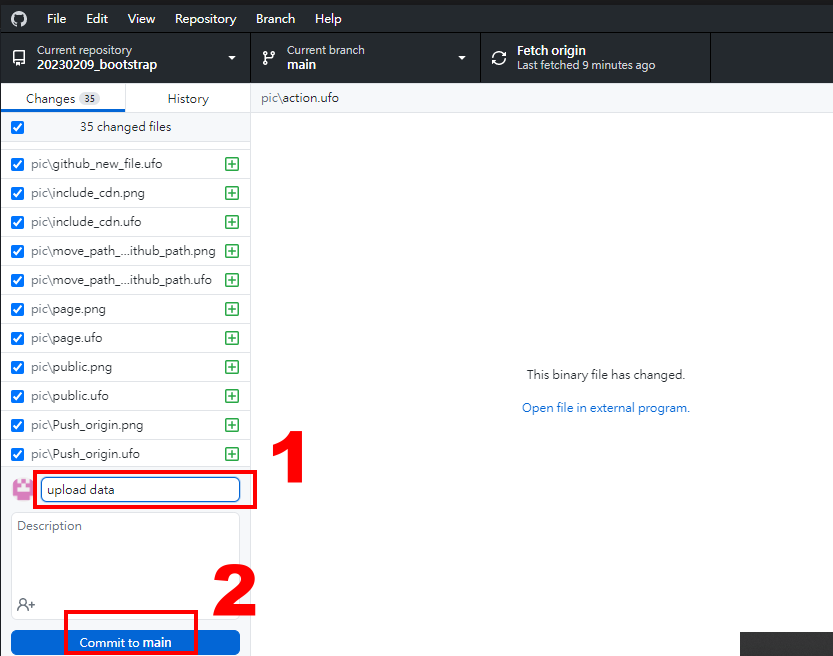 File Edit View Repository Branch Help
Current repository
20230209_bootstrap
Current branch
main
Fetch origin
Last fetched 9 minutes ago
Changes 35 History
pic\action.ufo
35 changed files
pic\github_new_file.ufo
pic\include_cdn.png
pic\include_cdn.ufo
pic\move_path_...ithub_path.png
pic\move_path_...ithub_path.ufo
pic\page.png
pic\page.ufo
pic\public.png
pic\public.ufo
pic\Push_origin.png
pic\Push_origin.ufo
This binary file has changed.
Open file in external program.
1
upload data
Description
2
Commit to main